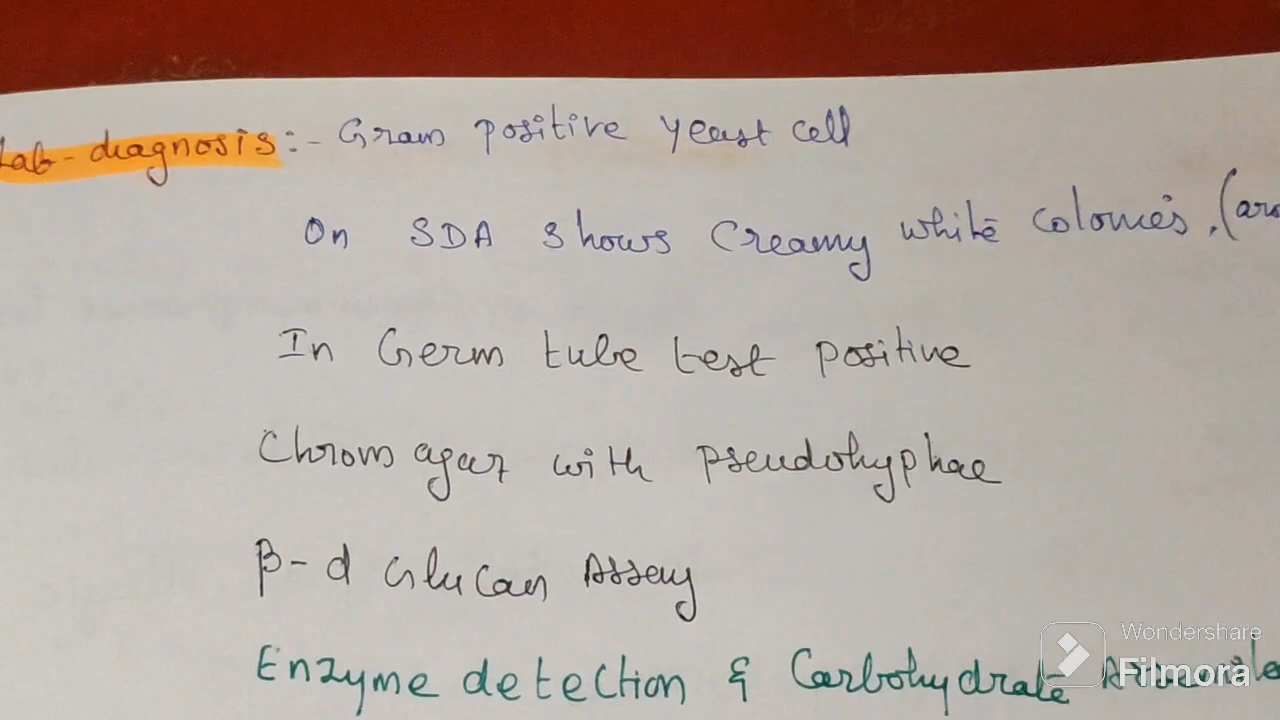 Lab-diagnosis:- Gram positive yeast cell
On SDA shows Creamy white colonies. (aro
In Germ tube test positive
Chrom agar with pseudohyphae
β-d Glucan Assay
Enzyme detection & Carbohydrate
Wondershare
Filmora